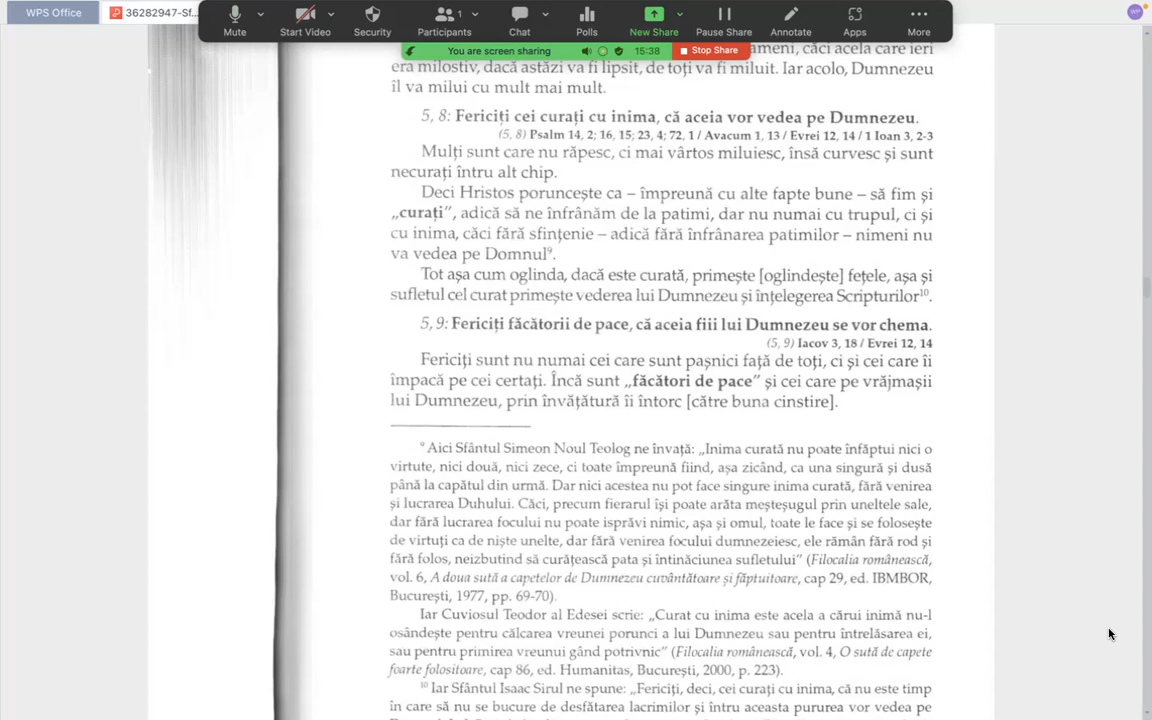 WPS Office
36282947-Sf...
WP
Mute
Start Video
Security
Participants
1
Chat
Polls
New Share
Pause Share
Annotate
Apps
More
You are screen sharing
15:38
Stop Share
ameni, căci acela care ieri
era milostiv, dacă astăzi va fi lipsit, de toți va fi miluit. Iar acolo, Dumnezeu
îl va milui cu mult mai mult.
5, 8: Fericiți cei curați cu inima, că aceia vor vedea pe Dumnezeu.
(5, 8) Psalm 14, 2; 16, 15; 23, 4; 72, 1 / Avacum 1, 13 / Evrei 12, 14 / 1 Ioan 3, 2-3
Mulți sunt care nu răpesc, ci mai vârtos miluiesc, însă curvesc și sunt
necurați întru alt chip.
Deci Hristos poruncește ca – împreună cu alte fapte bune – să fim și
„curați”, adică să ne înfrânăm de la patimi, dar nu numai cu trupul, ci și
cu inima, căci fără sfințenie – adică fără înfrânarea patimilor – nimeni nu
va vedea pe Domnul⁹.
Tot așa cum oglinda, dacă este curată, primește [oglindește] fețele, așa și
sufletul cel curat primește vederea lui Dumnezeu și înțelegerea Scripturilor¹⁰.
5, 9: Fericiți făcătorii de pace, că aceia fiii lui Dumnezeu se vor chema.
(5, 9) Iacov 3, 18 / Evrei 12, 14
Fericiți sunt nu numai cei care sunt pașnici față de toți, ci și cei care îi
împacă pe cei certați. Încă sunt „făcători de pace” și cei care pe vrăjmașii
lui Dumnezeu, prin învățătură îi întorc [către buna cinstire].
⁹ Aici Sfântul Simeon Noul Teolog ne învață: „Inima curată nu poate înfăptui nici o
virtute, nici două, nici zece, ci toate împreună fiind, așa zicând, ca una singură și dusă
până la capătul din urmă. Dar nici acestea nu pot face singure inima curată, fără venirea
și lucrarea Duhului. Căci, precum fierarul își poate arăta meșteșugul prin uneltele sale,
dar fără lucrarea focului nu poate isprăvi nimic, așa și omul, toate le face și se folosește
de virtuți ca de niște unelte, dar fără venirea focului dumnezeiesc, ele rămân fără rod și
fără folos, neizbutind să curățească pata și întinăciunea sufletului” (Filocalia românească,
vol. 6, A doua sută a capetelor de Dumnezeu cuvântătoare și făptuitoare, cap 29, ed. IBMBOR,
București, 1977, pp. 69-70).
Iar Cuviosul Teodor al Edesei scrie: „Curat cu inima este acela a cărui inimă nu-l
osândește pentru călcarea vreunei porunci a lui Dumnezeu sau pentru întrelăsarea ei,
sau pentru primirea vreunui gând potrivnic” (Filocalia românească, vol. 4, O sută de capete
foarte folositoare, cap 86, ed. Humanitas, București, 2000, p. 223).
¹⁰ Iar Sfântul Isaac Sirul ne spune: „Fericiți, deci, cei curați cu inima, că nu este timp
în care să nu se bucure de desfătarea lacrimilor și întru aceasta pururea vor vedea pe